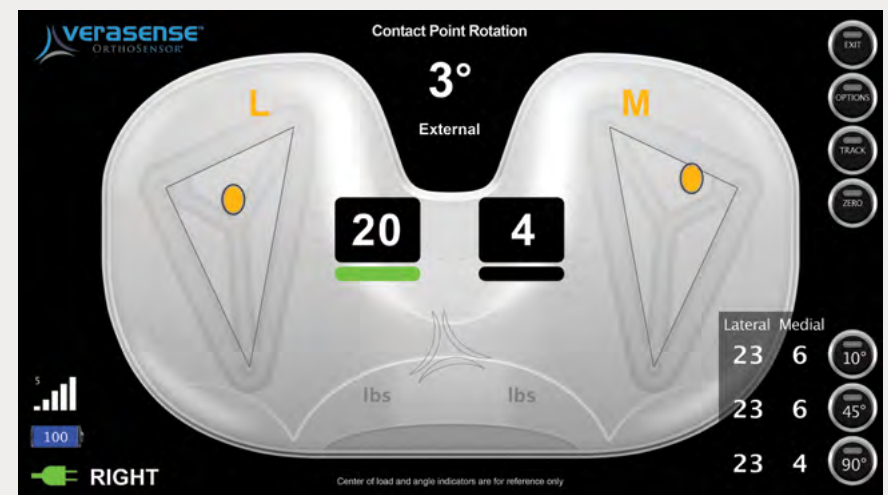 VERASENSE™
ORTHOSENSOR®
Contact Point Rotation
3°
External
L
M
EXIT
OPTIONS
TRACK
ZERO
20
4
lbs
lbs
Lateral Medial
23 6 10°
23 6 45°
23 4 90°
5
100
RIGHT
Center of load and angle indicators are for reference only